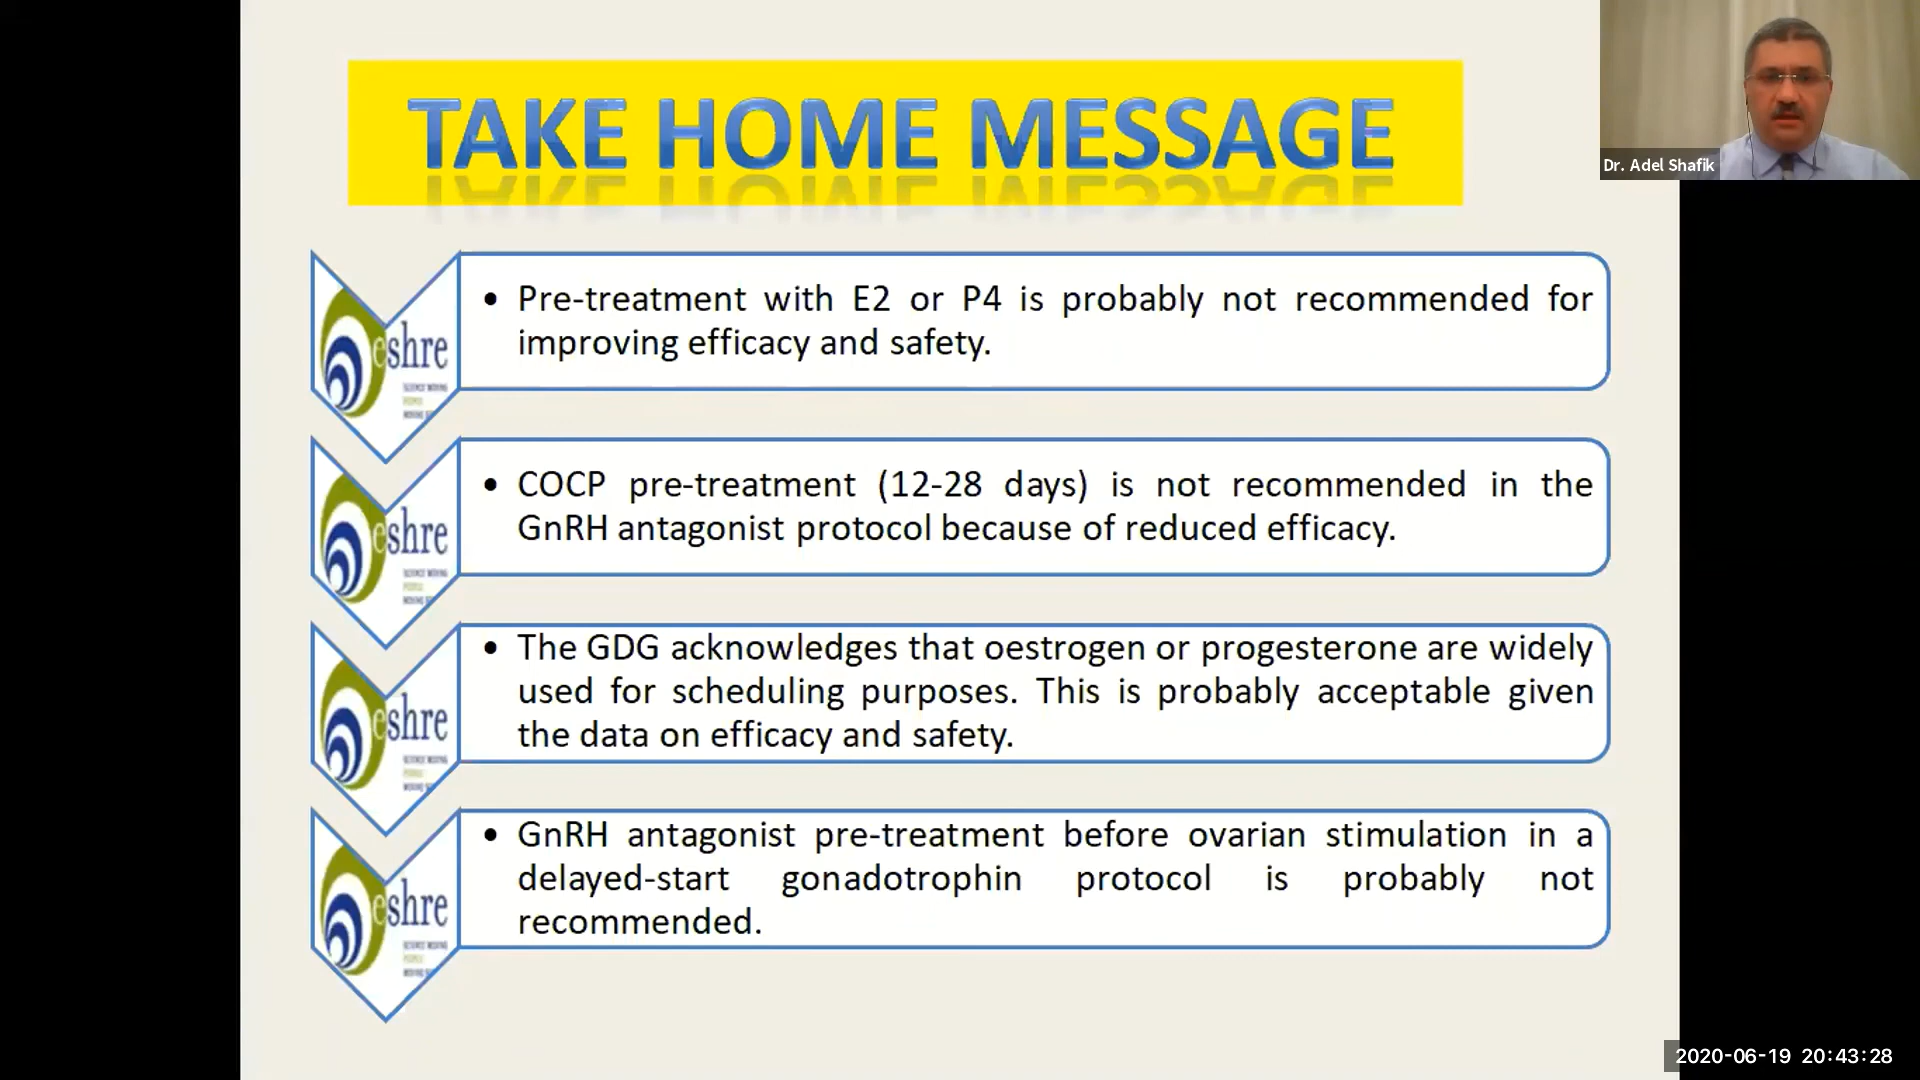 TAKE HOME MESSAGE
Dr. Adel Shafik
eshre
• Pre-treatment with E2 or P4 is probably not recommended for
improving efficacy and safety.
eshre
• COCP pre-treatment (12-28 days) is not recommended in the
GnRH antagonist protocol because of reduced efficacy.
eshre
• The GDG acknowledges that oestrogen or progesterone are widely
used for scheduling purposes. This is probably acceptable given
the data on efficacy and safety.
eshre
• GnRH antagonist pre-treatment before ovarian stimulation in a
delayed-start gonadotrophin protocol is probably not
recommended.
2020-06-19 20:43:28